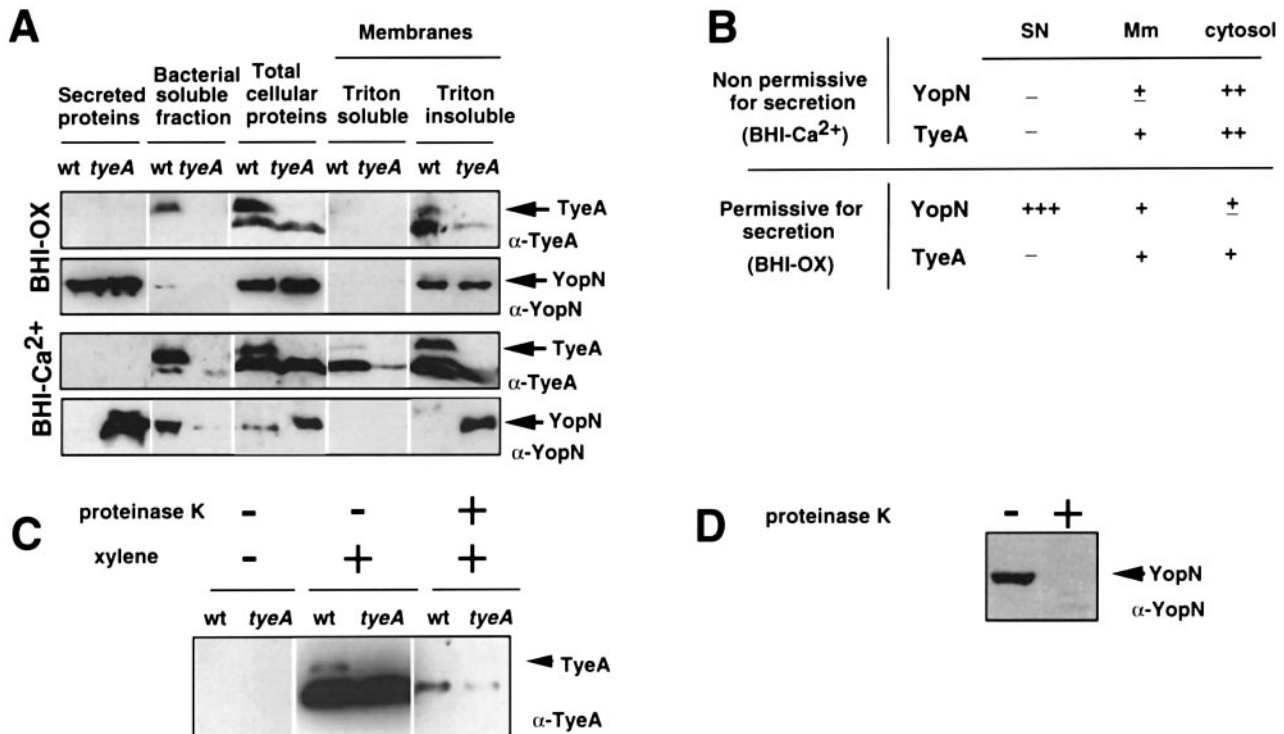 A
Membranes
Secreted proteins
Bacterial soluble fraction
Total cellular proteins
Triton soluble
Triton insoluble
wt tyeA wt tyeA wt tyeA wt tyeA wt tyeA
BHI-OX
TyeA
α-TyeA
YopN
α-YopN
BHI-Ca2+
TyeA
α-TyeA
YopN
α-YopN
B
SN Mm cytosol
Non permissive
for secretion
(BHI-Ca2+)
YopN − ± ++
TyeA − + ++
Permissive for
secretion
(BHI-OX)
YopN +++ + ±
TyeA − + +
C
proteinase K - - +
xylene - + +
wt tyeA wt tyeA wt tyeA
TyeA
α-TyeA
D
proteinase K - +
YopN
α-YopN